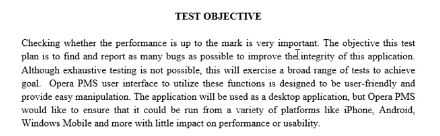 TEST OBJECTIVE
Checking whether the performance is up to the mark is very important. The objective this test
plan is to find and report as many bugs as possible to improve the integrity of this application.
Although exhaustive testing is not possible, this will exercise a broad range of tests to achieve
goal. Opera PMS user interface to utilize these functions is designed to be user-friendly and
provide easy manipulation. The application will be used as a desktop application, but Opera PMS
would like to ensure that it could be run from a variety of platforms like iPhone, Android,
Windows Mobile and more with little impact on performance or usability.